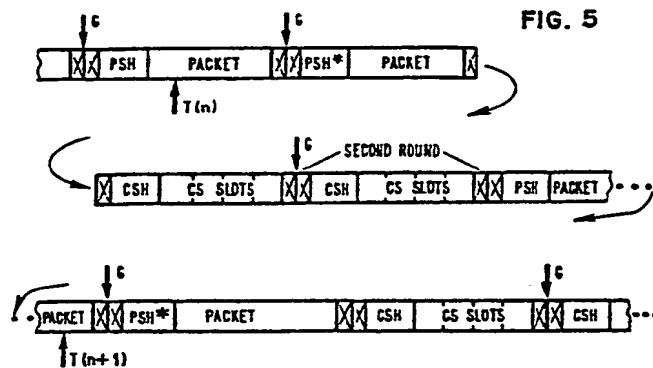 FIG. 5
G G
PSH PACKET PSH* PACKET
T(n)
G SECOND ROUND
CSH CS SLOTS CSH CS SLOTS PSH PACKET
G G
PACKET PSH* PACKET CSH CS SLOTS CSH
T(n+1)